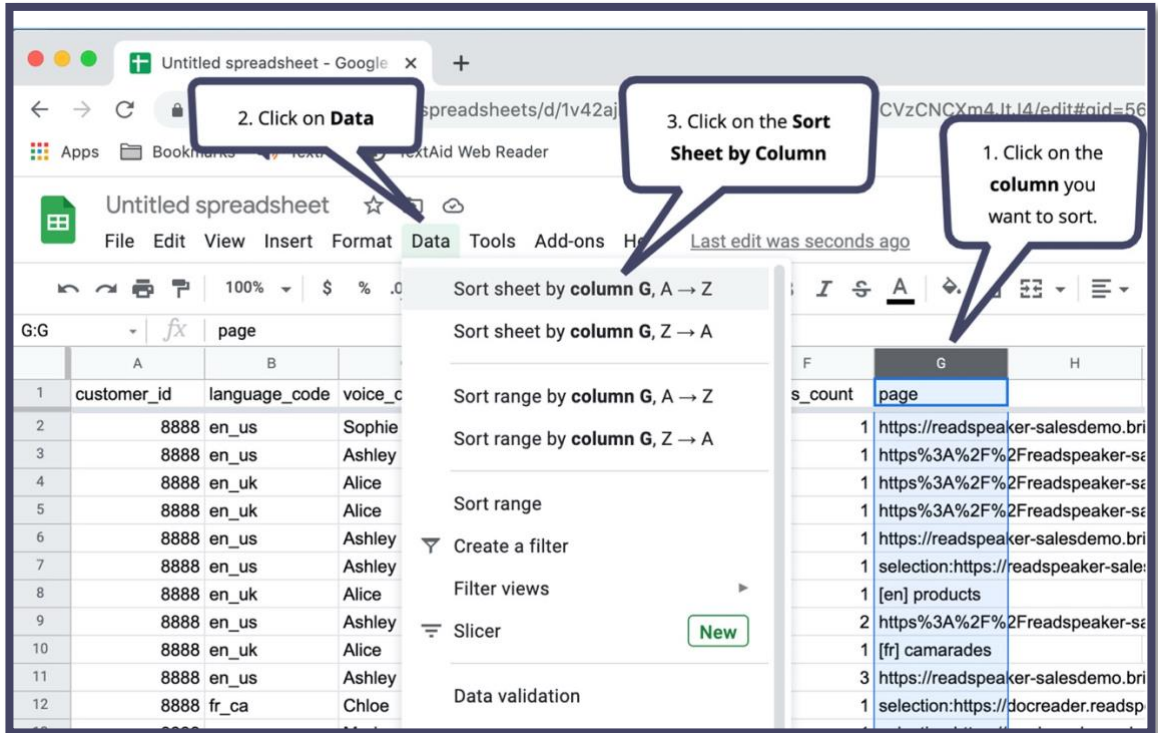 Untitled spreadsheet - Google
2. Click on Data
3. Click on the Sort
Sheet by Column
1. Click on the
column you
want to sort.
spreadsheets/d/1v42aj
CVzCNCXm4JtJ4/edit#gid=56
Apps
TextAid Web Reader
Untitled spreadsheet
File Edit View Insert Format Data Tools Add-ons
Last edit was seconds ago
100% $ % .0 I S A
G:G fx page
A B F G H
1 customer_id language_code voice_c s_count page
2 8888 en_us Sophie 1 https://readspeaker-salesdemo.bri
3 8888 en_us Ashley 1 https%3A%2F%2Freadspeaker-sa
4 8888 en_uk Alice 1 https%3A%2F%2Freadspeaker-sa
5 8888 en_uk Alice 1 https%3A%2F%2Freadspeaker-sa
6 8888 en_us Ashley 1 https://readspeaker-salesdemo.bri
7 8888 en_us Ashley 1 selection:https://readspeaker-sale
8 8888 en_uk Alice 1 [en] products
9 8888 en_us Ashley 2 https%3A%2F%2Freadspeaker-sa
10 8888 en_uk Alice 1 [fr] camarades
11 8888 en_us Ashley 3 https://readspeaker-salesdemo.bri
12 8888 fr_ca Chloe 1 selection:https://docreader.readsp
Sort sheet by column G, A → Z
Sort sheet by column G, Z → A
Sort range by column G, A → Z
Sort range by column G, Z → A
Sort range
Create a filter
Filter views
Slicer New
Data validation